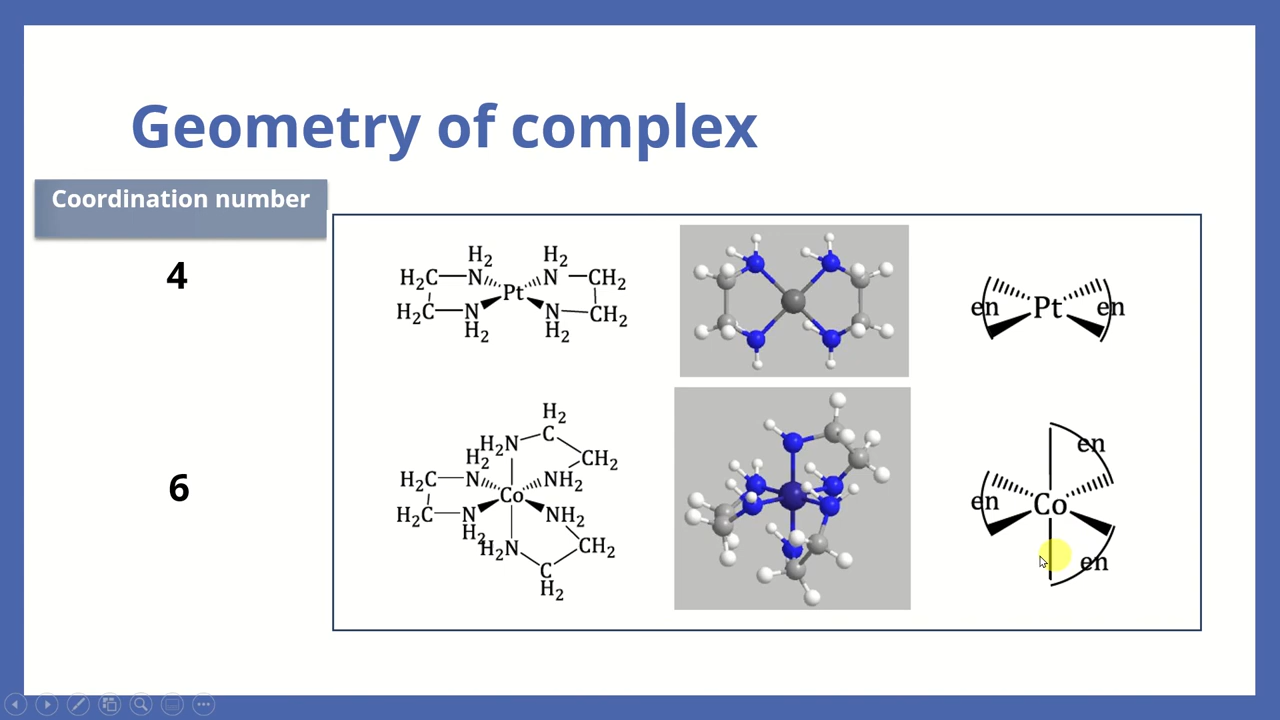 Geometry of complex
Coordination number
4
H₂ H₂
H₂C N N CH₂
Pt
H₂C N N CH₂
H₂ H₂
en Pt en
6
H₂
C
H₂N
H₂ CH₂
H₂C N NH₂
Co
H₂C N NH₂
H₂
H₂N CH₂
C
H₂
en
en Co
en